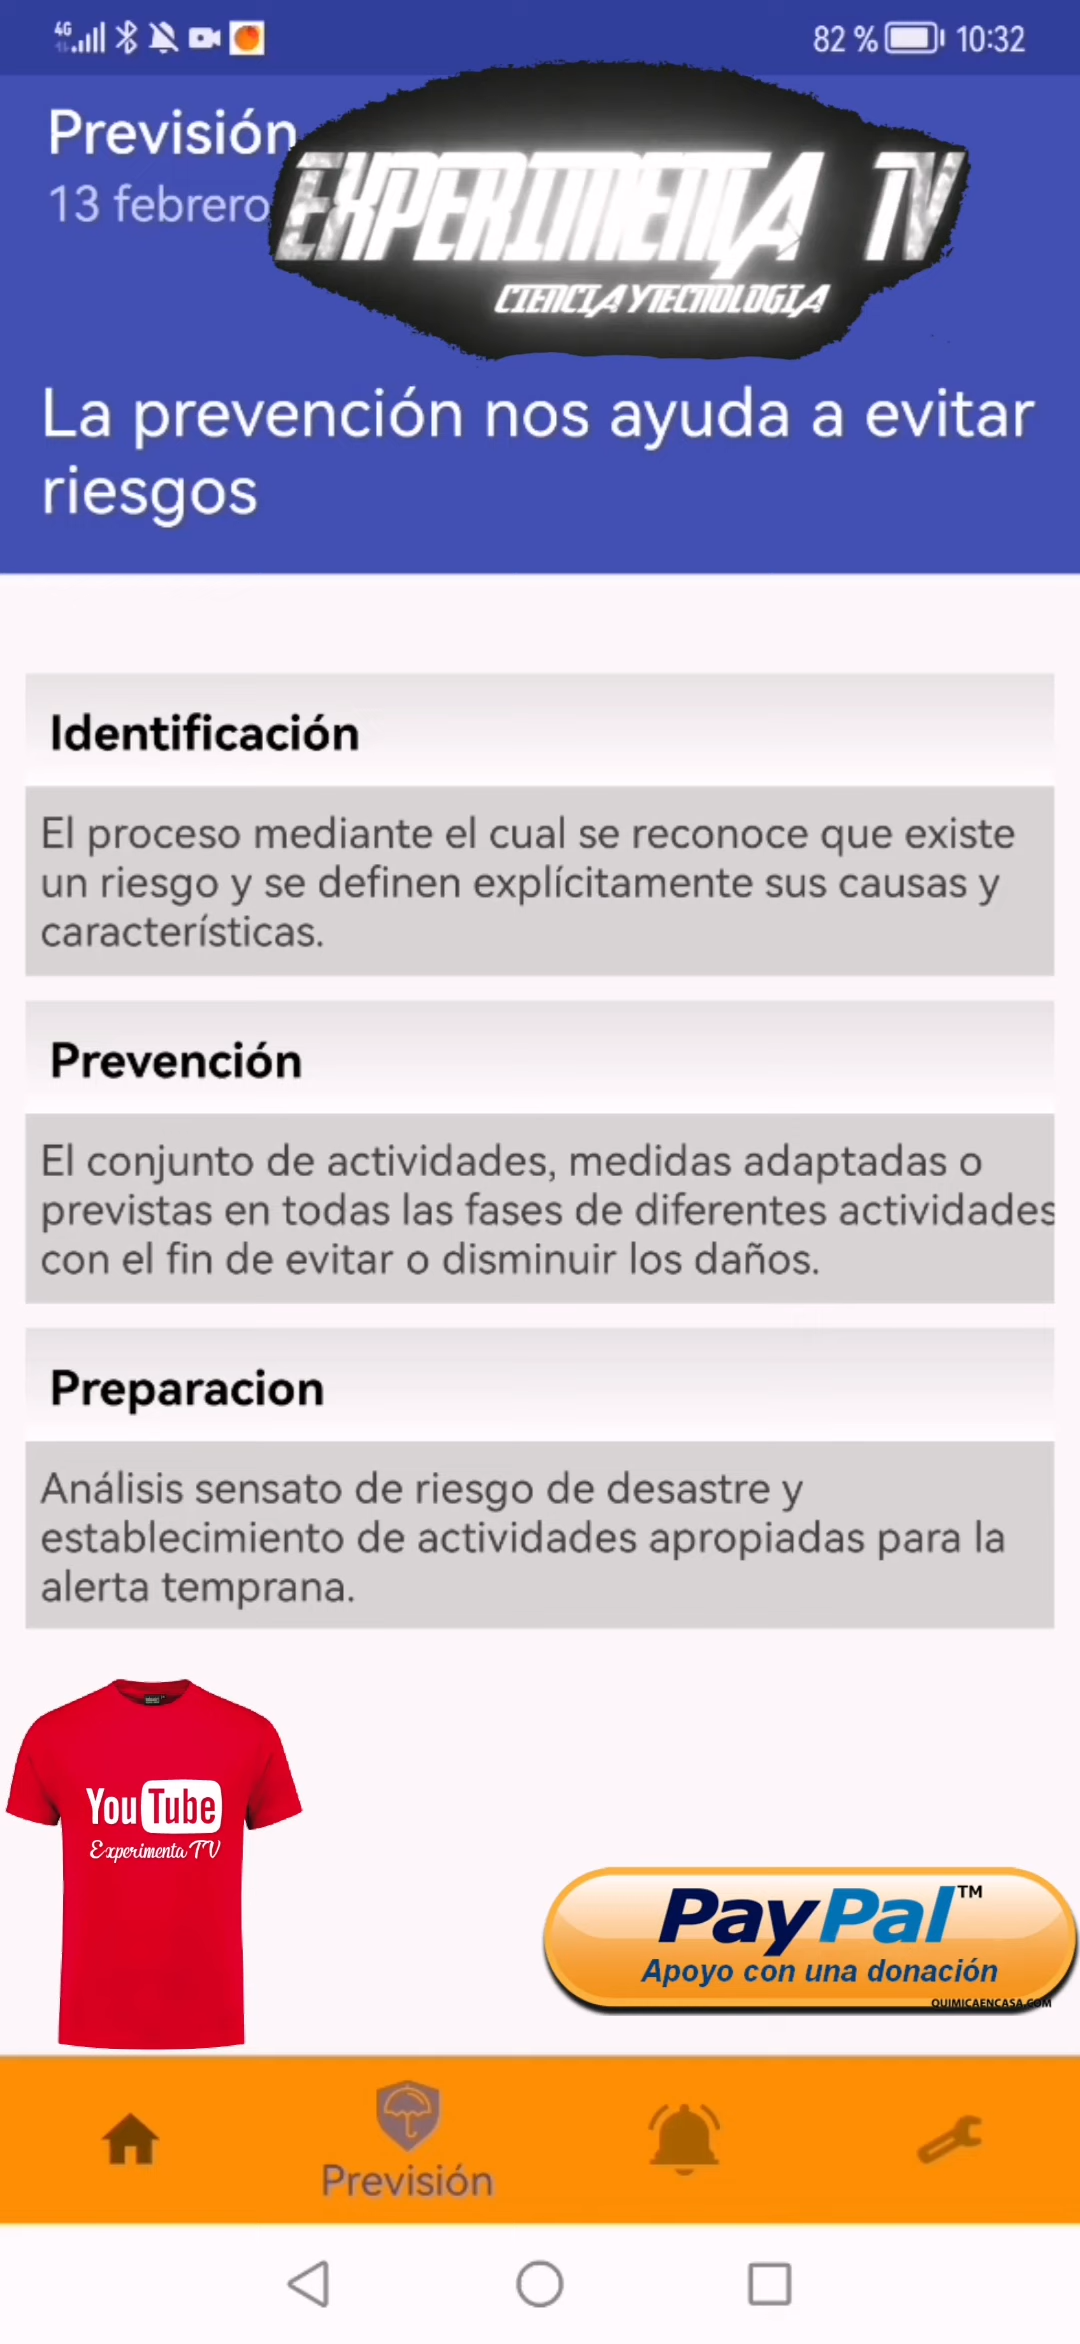 4G
82 %
10:32
Previsión
13 febrero
EXPERIMENTA TV
CIENCIA Y TECNOLOGIA
La prevención nos ayuda a evitar
riesgos
Identificación
El proceso mediante el cual se reconoce que existe
un riesgo y se definen explícitamente sus causas y
características.
Prevención
El conjunto de actividades, medidas adaptadas o
previstas en todas las fases de diferentes actividades
con el fin de evitar o disminuir los daños.
Preparacion
Análisis sensato de riesgo de desastre y
establecimiento de actividades apropiadas para la
alerta temprana.
YouTube
Experimenta TV
PayPal™
Apoyo con una donación
QUIMICAENCASA.COM
Previsión